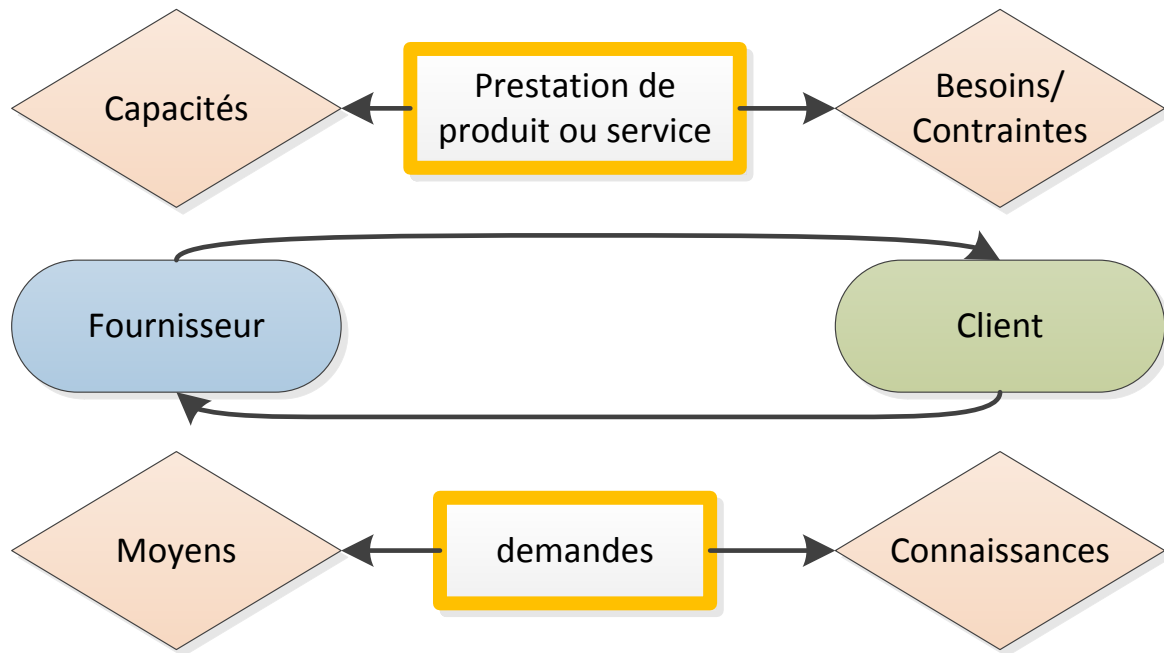 Capacités
Prestation de
produit ou service
Besoins/
Contraintes
Fournisseur
Client
Moyens
demandes
Connaissances